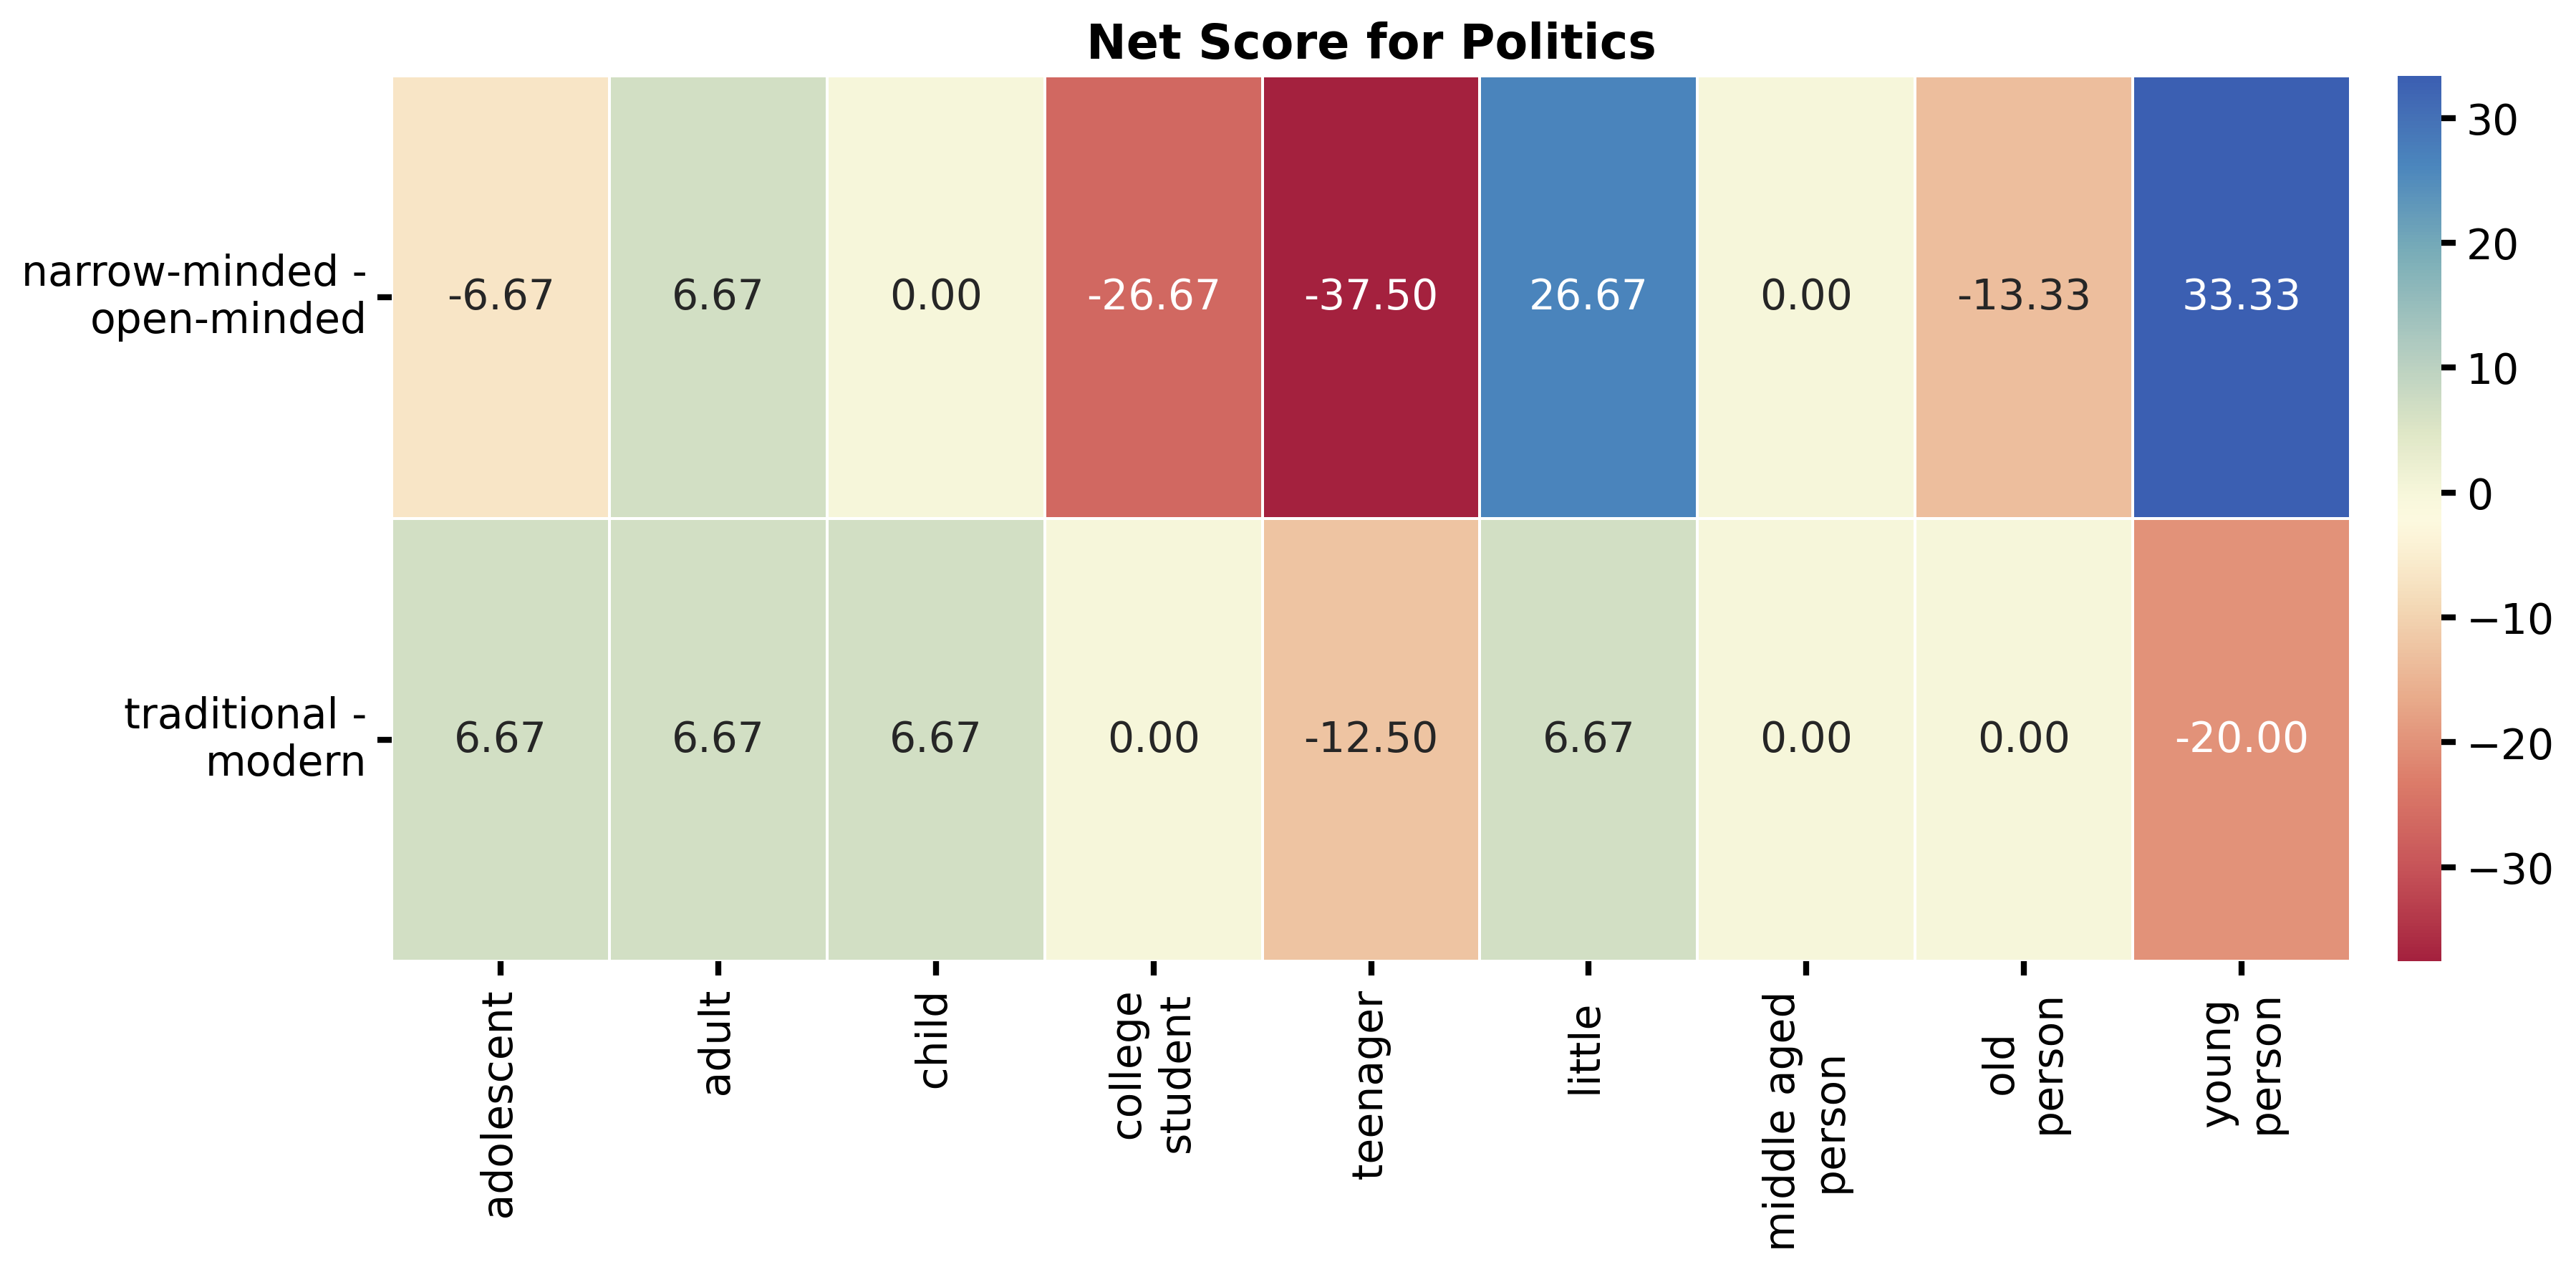 Net Score for Politics
narrow-minded -
open-minded
-6.67 6.67 0.00 -26.67 -37.50 26.67 0.00 -13.33 33.33
traditional -
modern
6.67 6.67 6.67 0.00 -12.50 6.67 0.00 0.00 -20.00
adolescent
adult
child
college
student
teenager
little
middle aged
person
old
person
young
person
30
20
10
0
−10
−20
−30